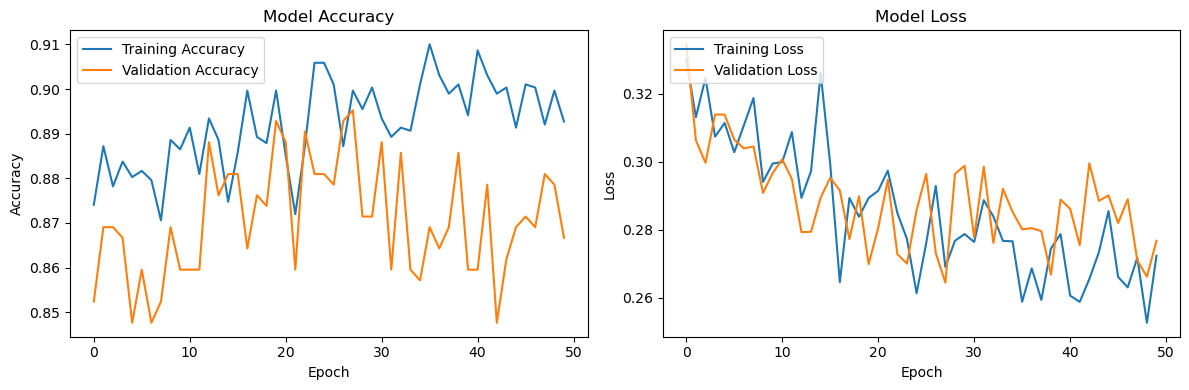 Model Accuracy
Training Accuracy
Validation Accuracy
0.91
0.90
0.89
0.88
0.87
0.86
0.85
Accuracy
0
10
20
30
40
50
Epoch
Model Loss
Training Loss
Validation Loss
0.32
0.30
0.28
0.26
Loss
0
10
20
30
40
50
Epoch